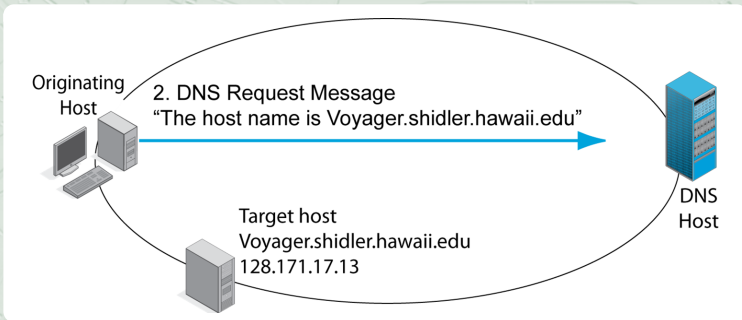 Originating
Host
2. DNS Request Message
“The host name is Voyager.shidler.hawaii.edu”
DNS
Host
Target host
Voyager.shidler.hawaii.edu
128.171.17.13